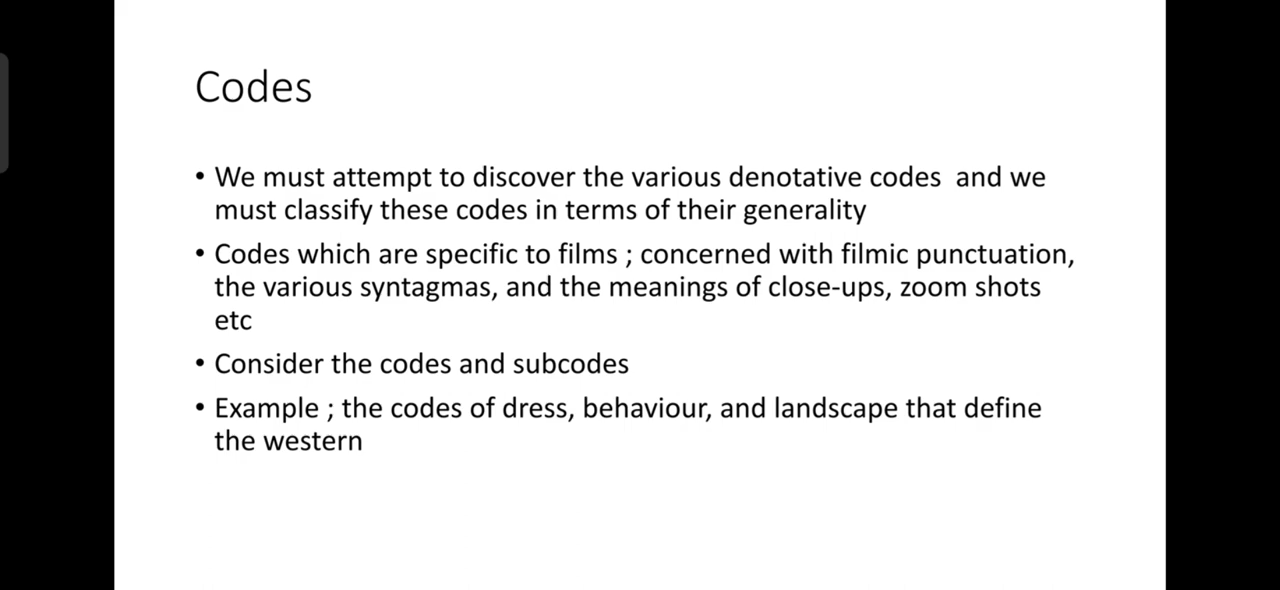 Codes
• We must attempt to discover the various denotative codes  and we
must classify these codes in terms of their generality
• Codes which are specific to films ; concerned with filmic punctuation,
the various syntagmas, and the meanings of close-ups, zoom shots
etc
• Consider the codes and subcodes
• Example ; the codes of dress, behaviour, and landscape that define
the western